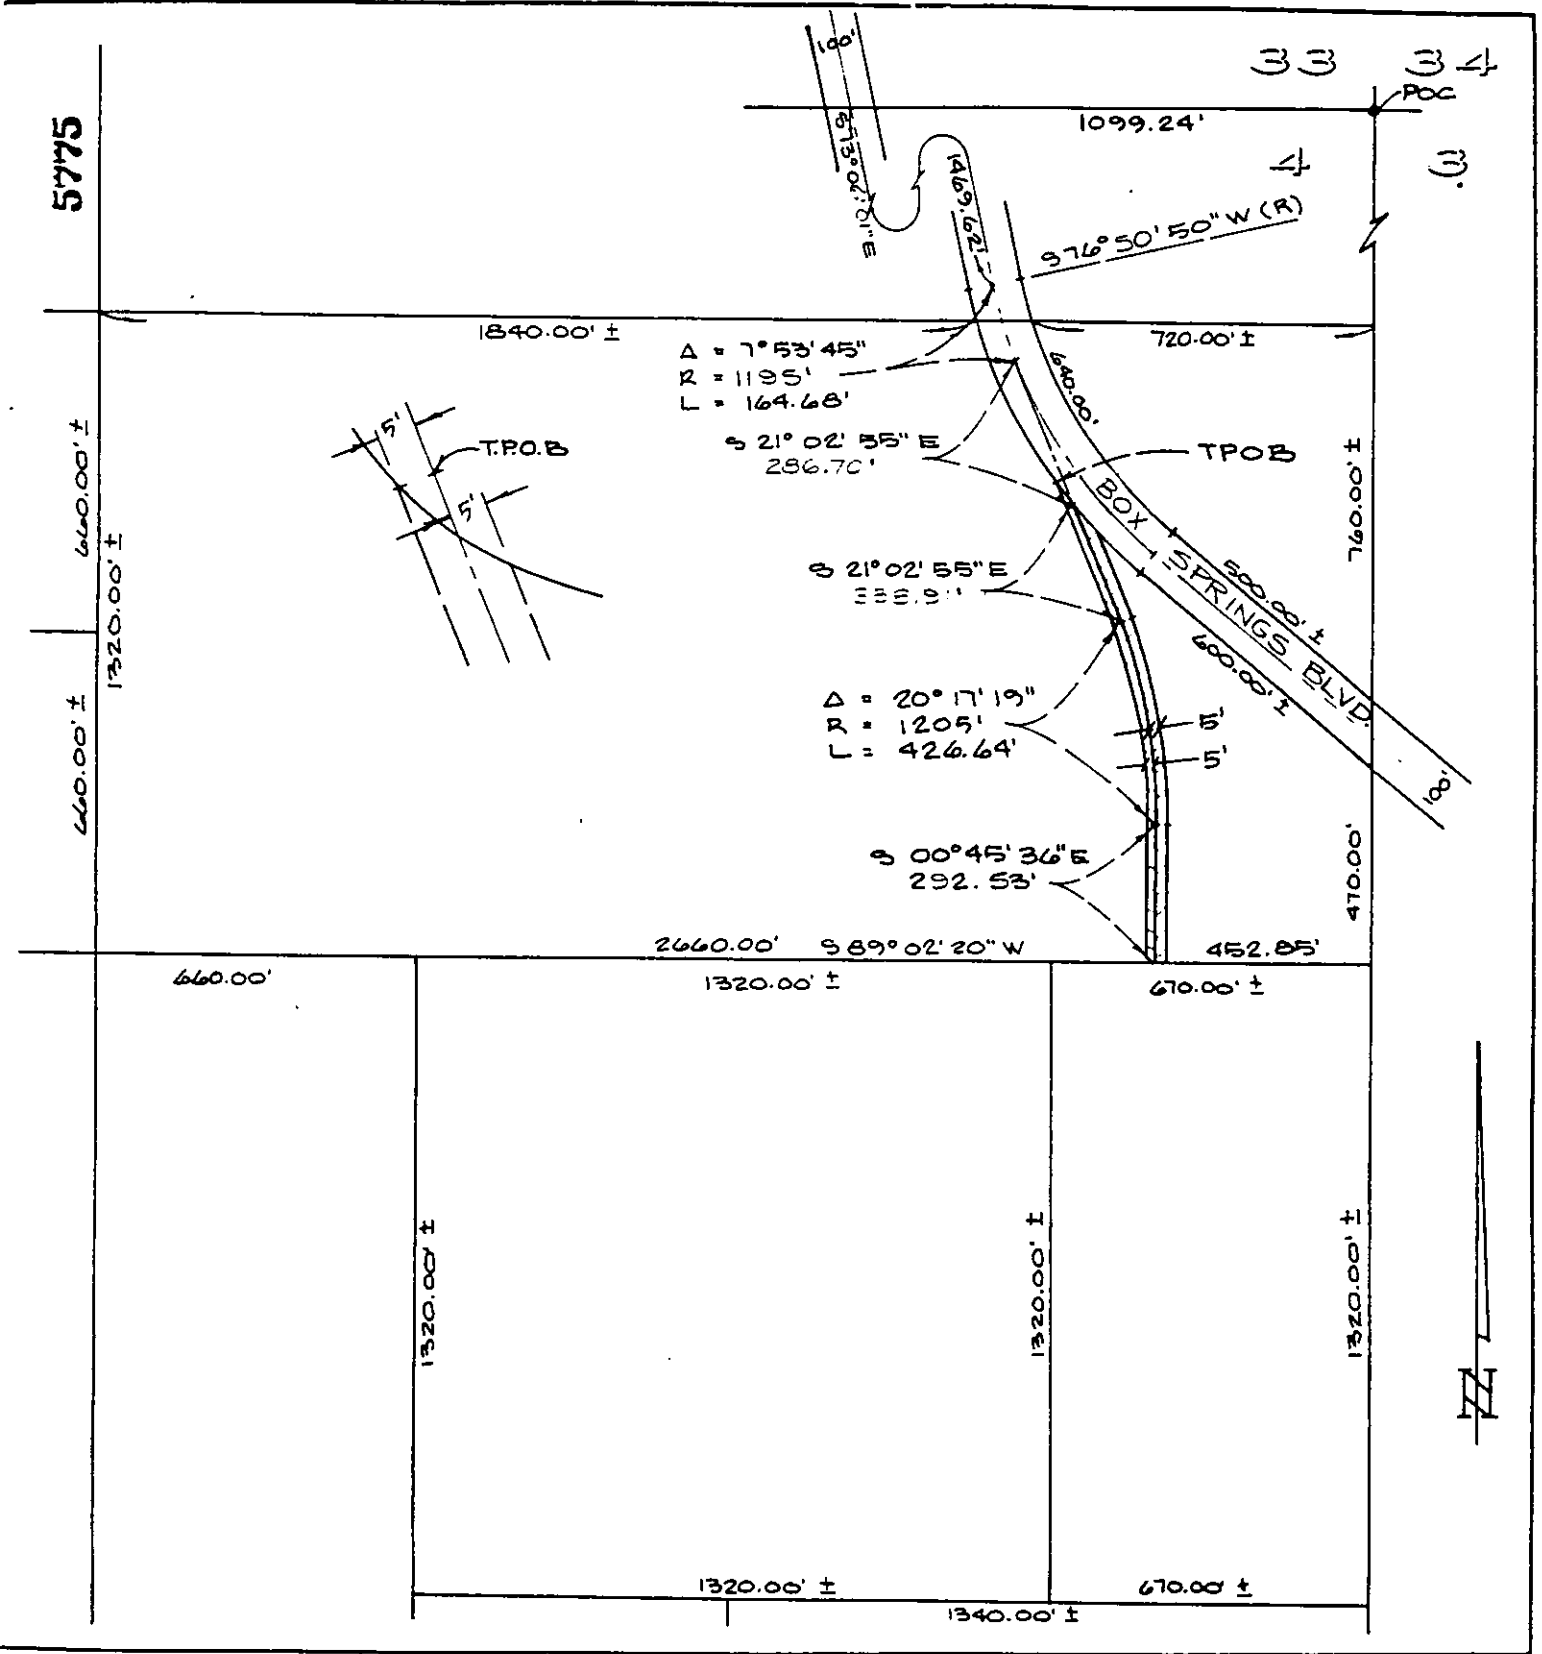 5775
33 34
POC
1099.24'
4 3
100'
S13°06'01"E
1469.62'
S76°50'50"W (R)
1840.00' ±
720.00' ±
Δ = 7°53'45"
R = 1195'
L = 164.68'
640.00'
S 21° 02' 55" E
286.70'
TPOB
5'
T.P.O.B
5'
660.00' ±
1320.00' ±
660.00' ±
760.00' ±
BOX SPRINGS BLVD.
500.00' ±
600.00' ±
100'
S 21° 02' 55" E
Δ = 20°17'19"
R = 1205'
L = 426.64'
5'
5'
S 00°45'36"E
292.53'
470.00'
2660.00' S89°02'20"W
452.85'
660.00'
1320.00' ±
670.00' ±
1320.00' ±
1320.00' ±
1320.00' ±
N
1320.00' ±
670.00' ±
1340.00' ±